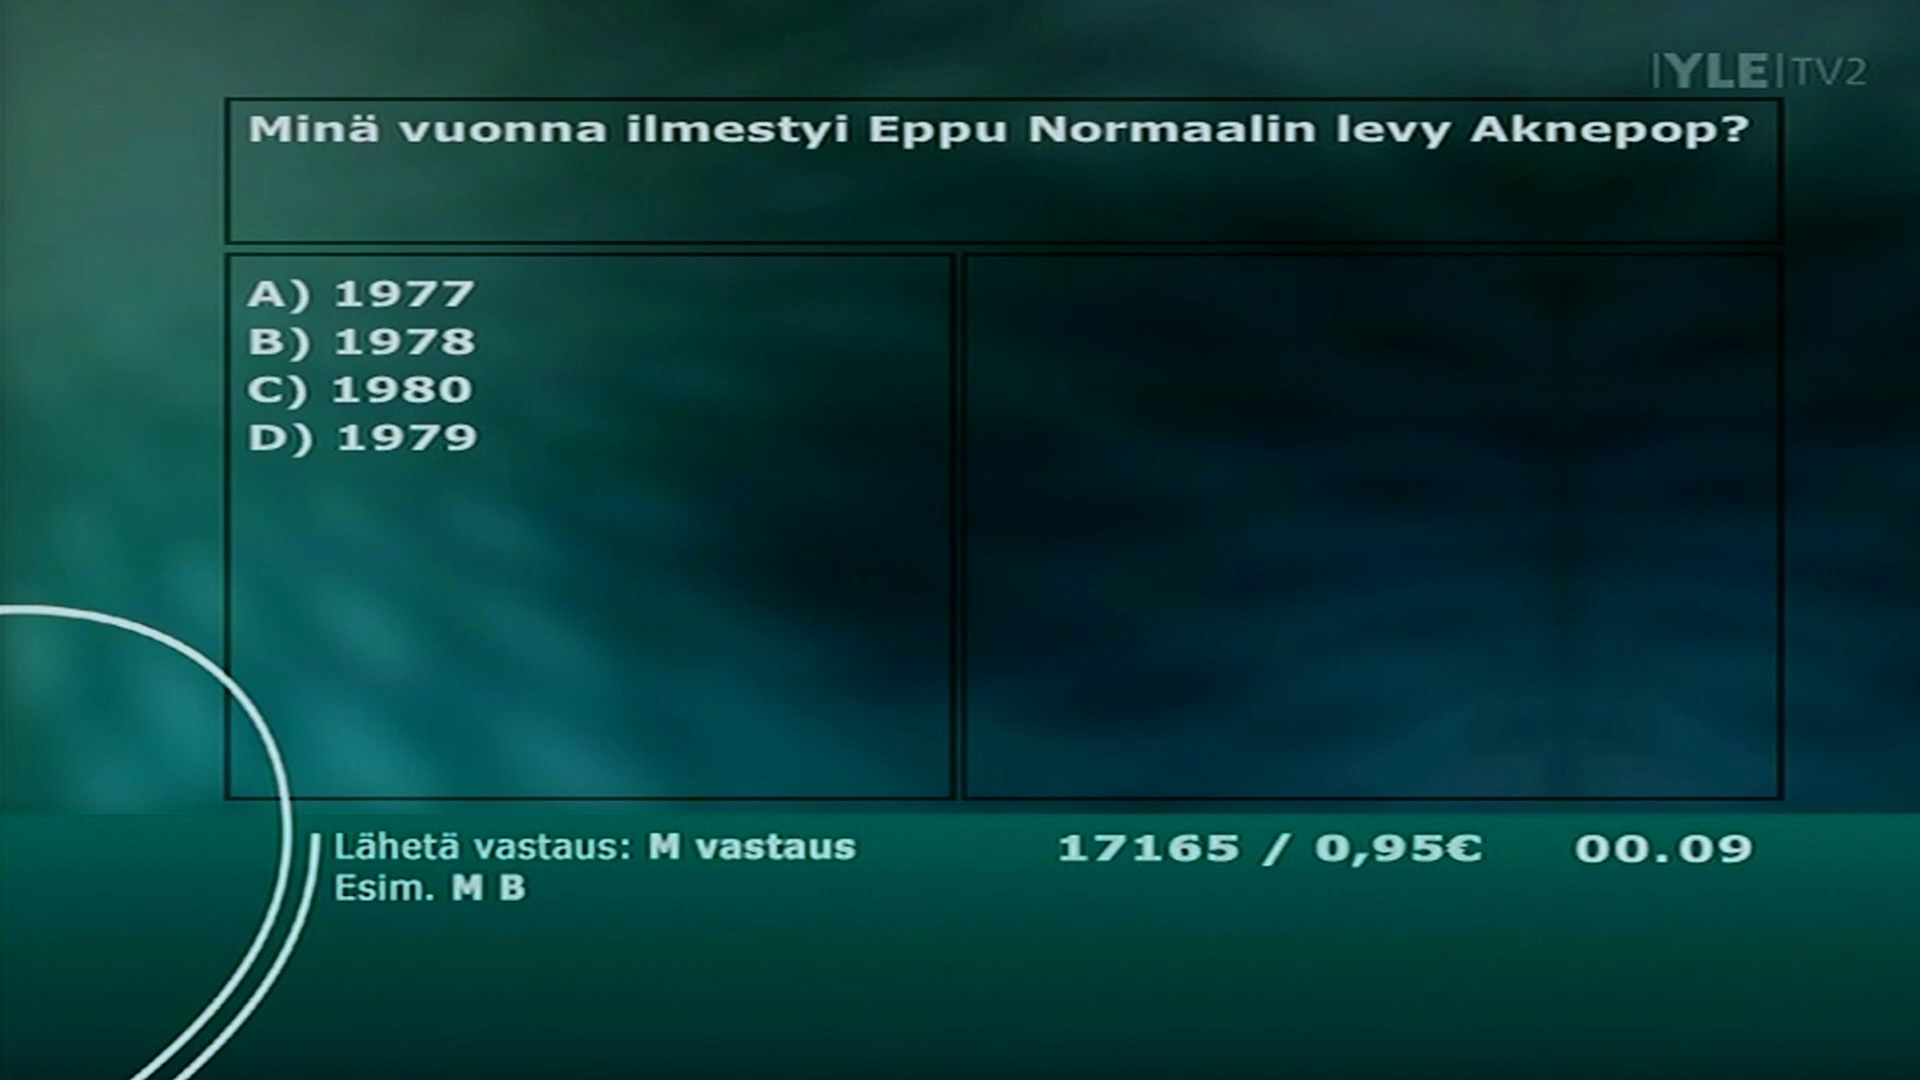 YLE TV2
Minä vuonna ilmestyi Eppu Normaalin levy Aknepop?
A) 1977
B) 1978
C) 1980
D) 1979
Lähetä vastaus: M vastaus
Esim. M B
17165 / 0,95€ 00.09